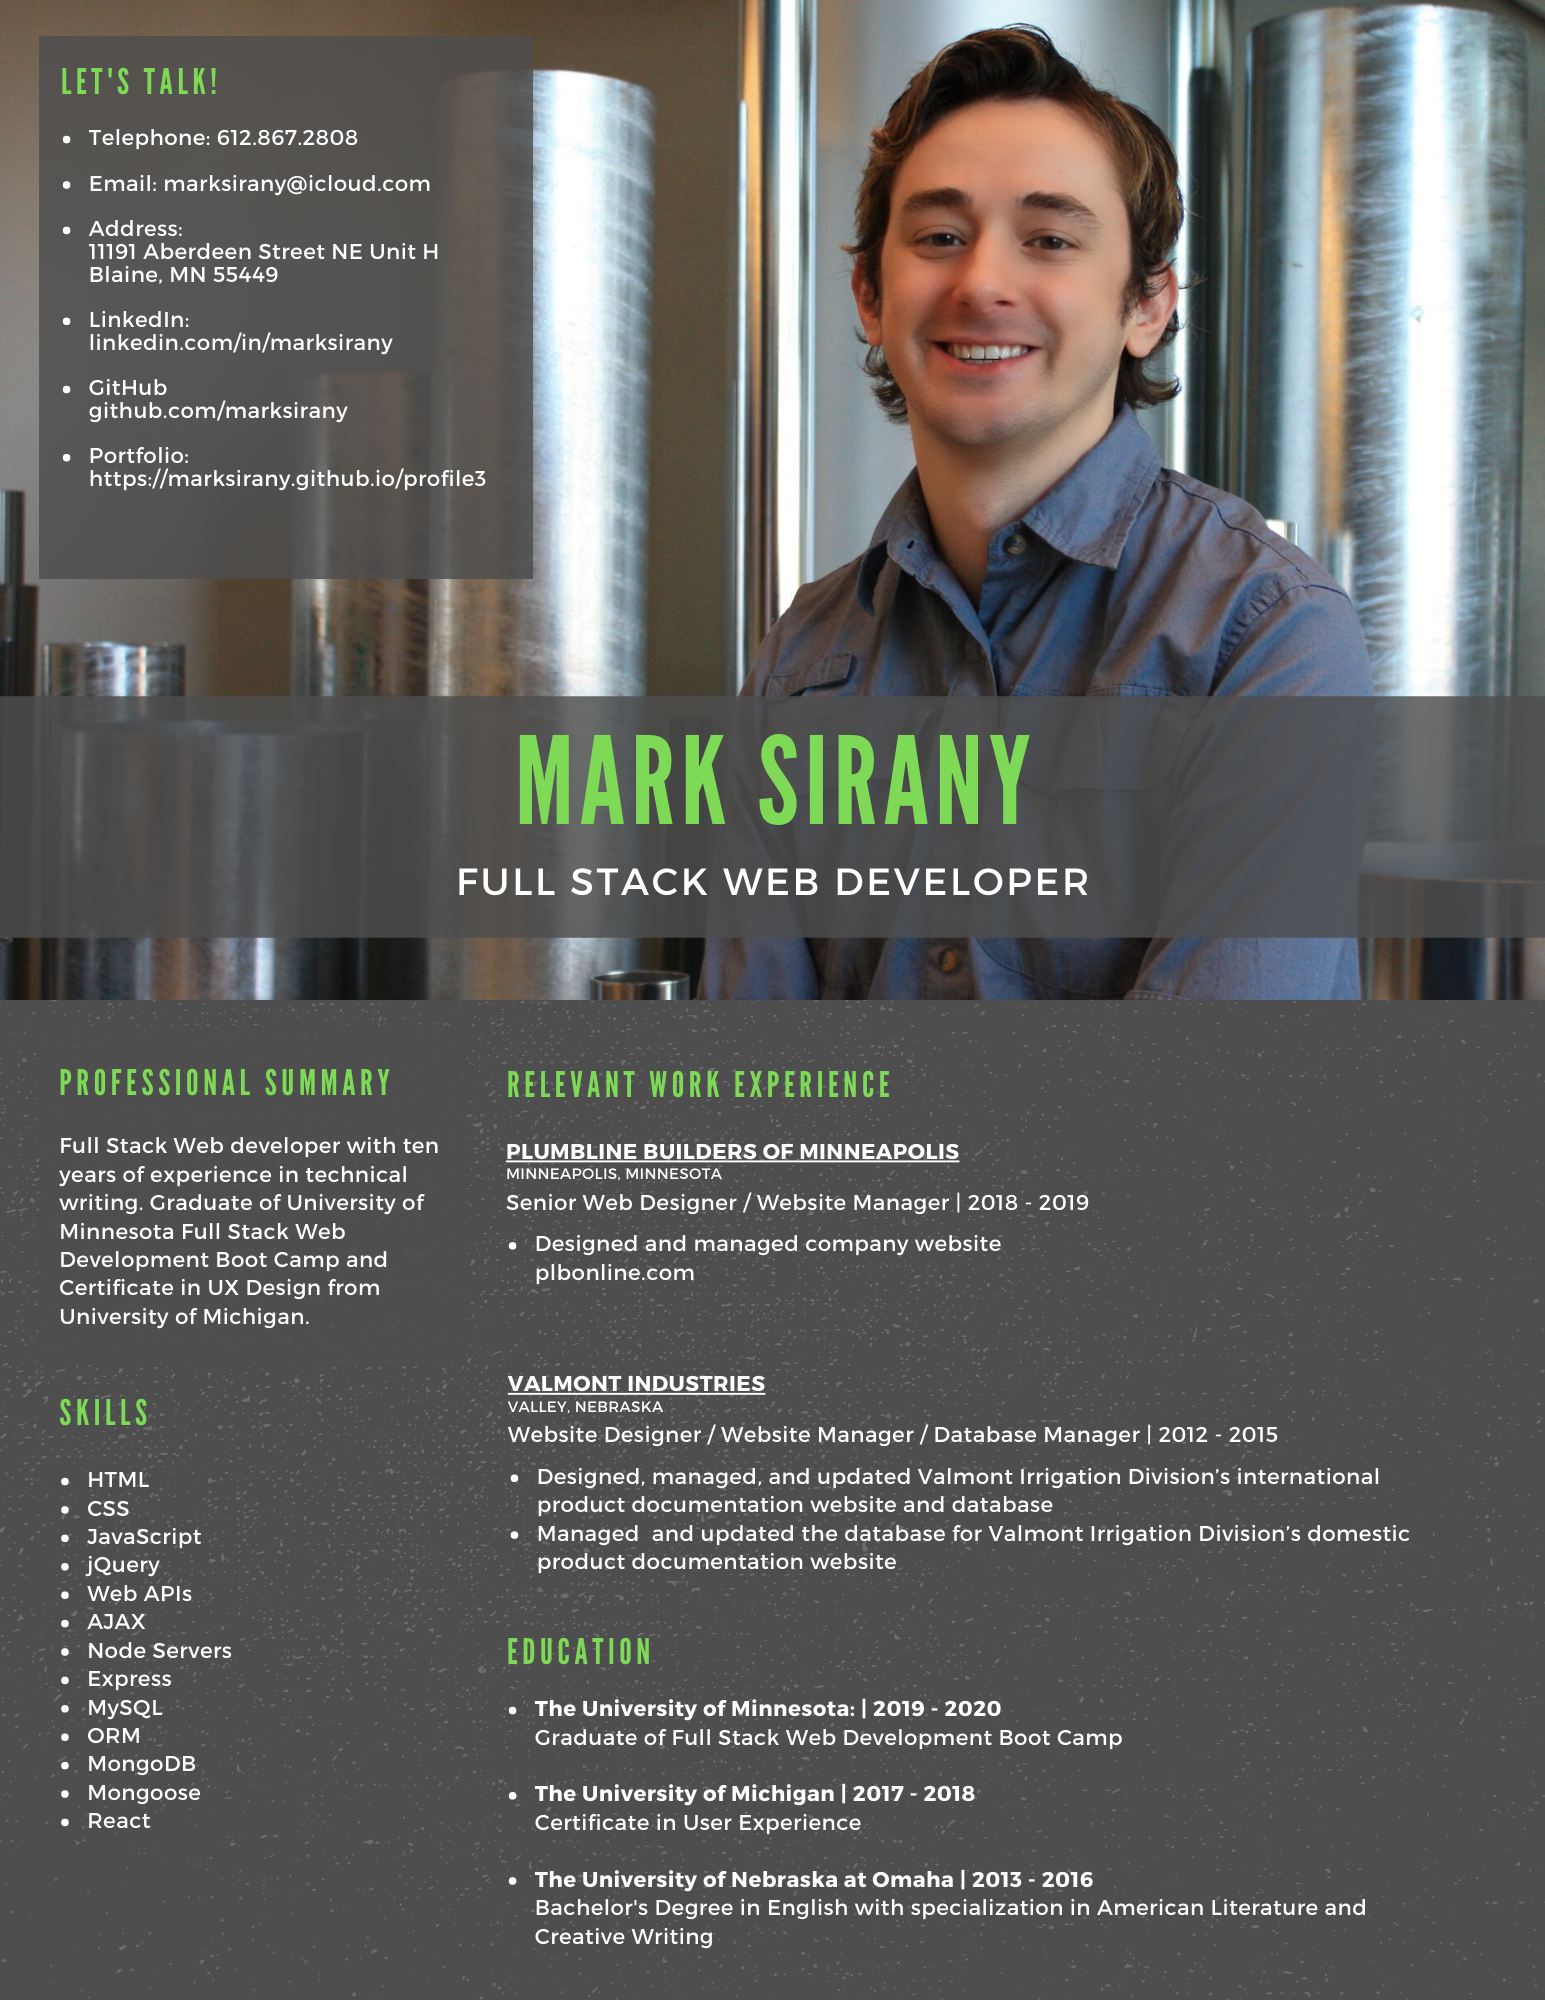 LET'S TALK!
Telephone: 612.867.2808
Email: marksirany@icloud.com
Address:
11191 Aberdeen Street NE Unit H
Blaine, MN 55449
LinkedIn:
linkedin.com/in/marksirany
GitHub
github.com/marksirany
Portfolio:
https://marksirany.github.io/profile3
MARK SIRANY
FULL STACK WEB DEVELOPER
PROFESSIONAL SUMMARY
Full Stack Web developer with ten
years of experience in technical
writing. Graduate of University of
Minnesota Full Stack Web
Development Boot Camp and
Certificate in UX Design from
University of Michigan.
SKILLS
HTML
CSS
JavaScript
jQuery
Web APIs
AJAX
Node Servers
Express
MySQL
ORM
MongoDB
Mongoose
React
RELEVANT WORK EXPERIENCE
PLUMBLINE BUILDERS OF MINNEAPOLIS
MINNEAPOLIS, MINNESOTA
Senior Web Designer / Website Manager | 2018 - 2019
Designed and managed company website
plbonline.com
VALMONT INDUSTRIES
VALLEY, NEBRASKA
Website Designer / Website Manager / Database Manager | 2012 - 2015
Designed, managed, and updated Valmont Irrigation Division’s international
product documentation website and database
Managed  and updated the database for Valmont Irrigation Division’s domestic
product documentation website
EDUCATION
The University of Minnesota: | 2019 - 2020
Graduate of Full Stack Web Development Boot Camp
The University of Michigan | 2017 - 2018
Certificate in User Experience
The University of Nebraska at Omaha | 2013 - 2016
Bachelor's Degree in English with specialization in American Literature and
Creative Writing